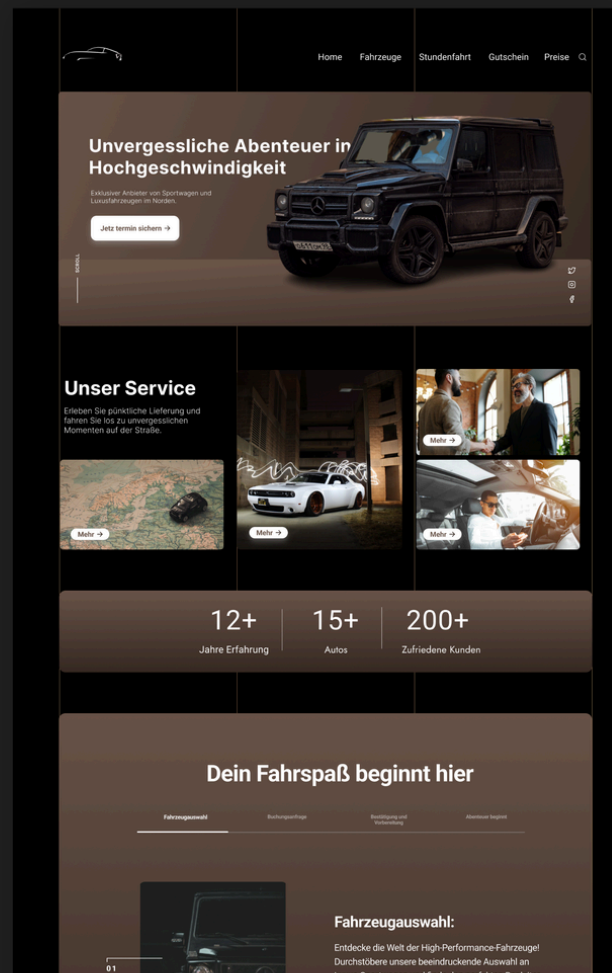 Home Fahrzeuge Stundenfahrt Gutschein Preise
Unvergessliche Abenteuer in
Hochgeschwindigkeit
Exklusiver Anbieter von Sportwagen und
Luxusfahrzeugen im Norden.
Jetz termin sichern →
SCROLL
Unser Service
Erleben Sie pünktliche Lieferung und
fahren Sie los zu unvergesslichen
Momenten auf der Straße.
Mehr →
Mehr →
Mehr →
Mehr →
12+ 15+ 200+
Jahre Erfahrung Autos Zufriedene Kunden
Dein Fahrspaß beginnt hier
Fahrzeugauswahl Buchungsanfrage Bestätigung und Abenteuer beginnt
Vorbereitung
Fahrzeugauswahl:
Entdecke die Welt der High-Performance-Fahrzeuge!
Durchstöbere unsere beeindruckende Auswahl an
01